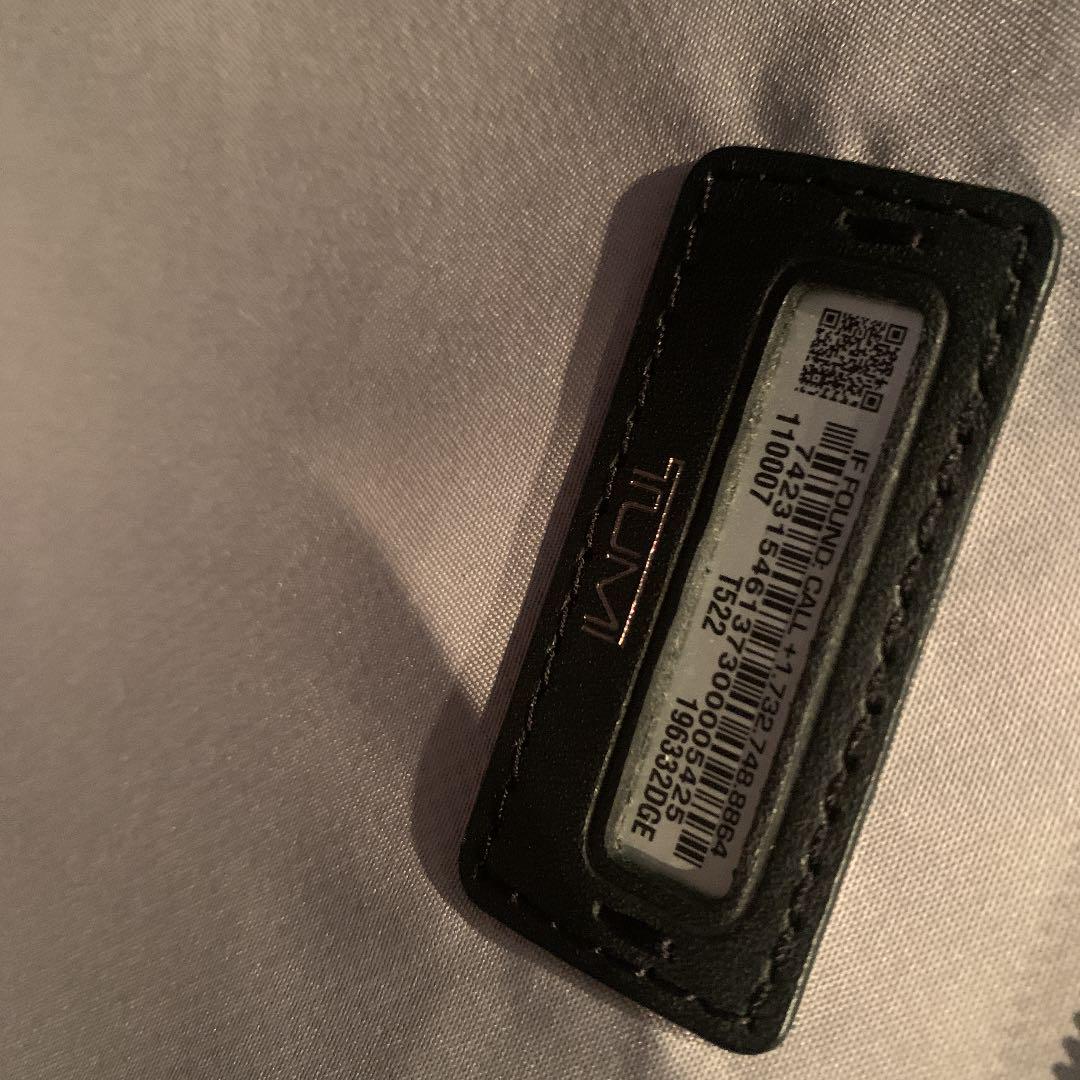 TUMI
IF FOUND, CALL +1.732.748.8864
74231546137300005425
110007 T522 196332DGE